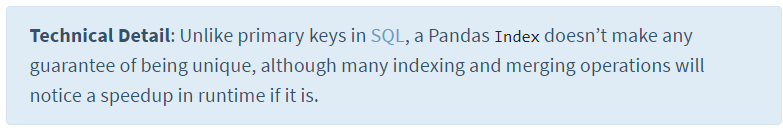 Technical Detail: Unlike primary keys in SQL, a Pandas Index doesn’t make any
guarantee of being unique, although many indexing and merging operations will
notice a speedup in runtime if it is.